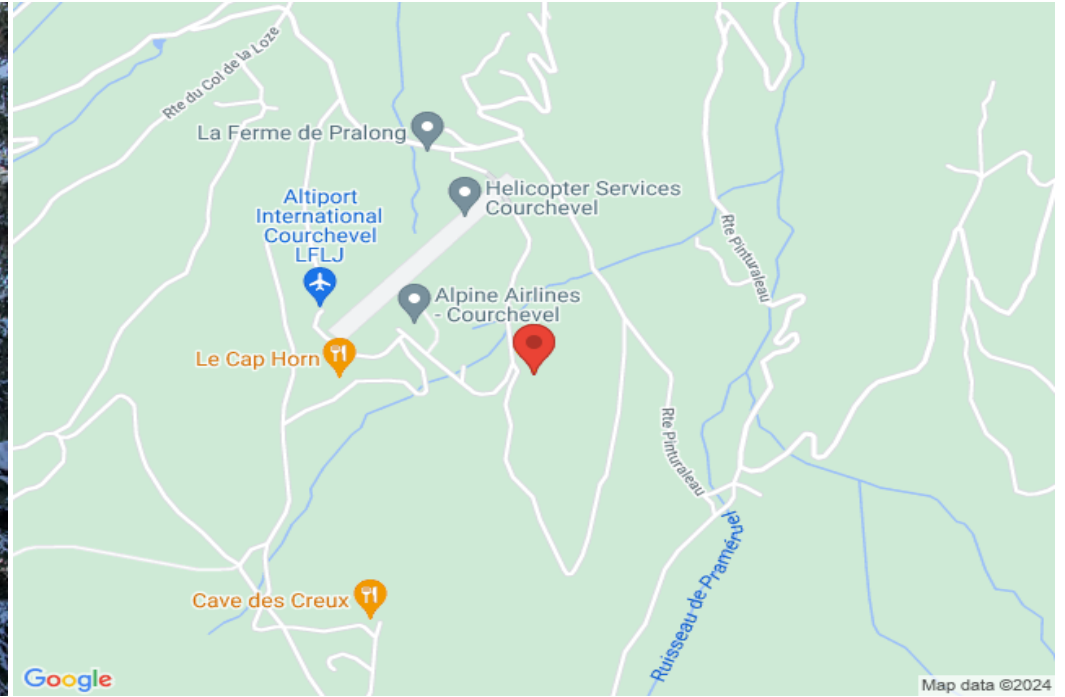 Rte du Col de la Loze
La Ferme de Pralong
Helicopter Services
Courchevel
Altiport
International
Courchevel
LFLJ
Rte Pinturaleau
Alpine Airlines
- Courchevel
Le Cap Horn
Rte Pinturaleau
Ruisseau de Praméruel
Cave des Creux
Google
Map data ©2024